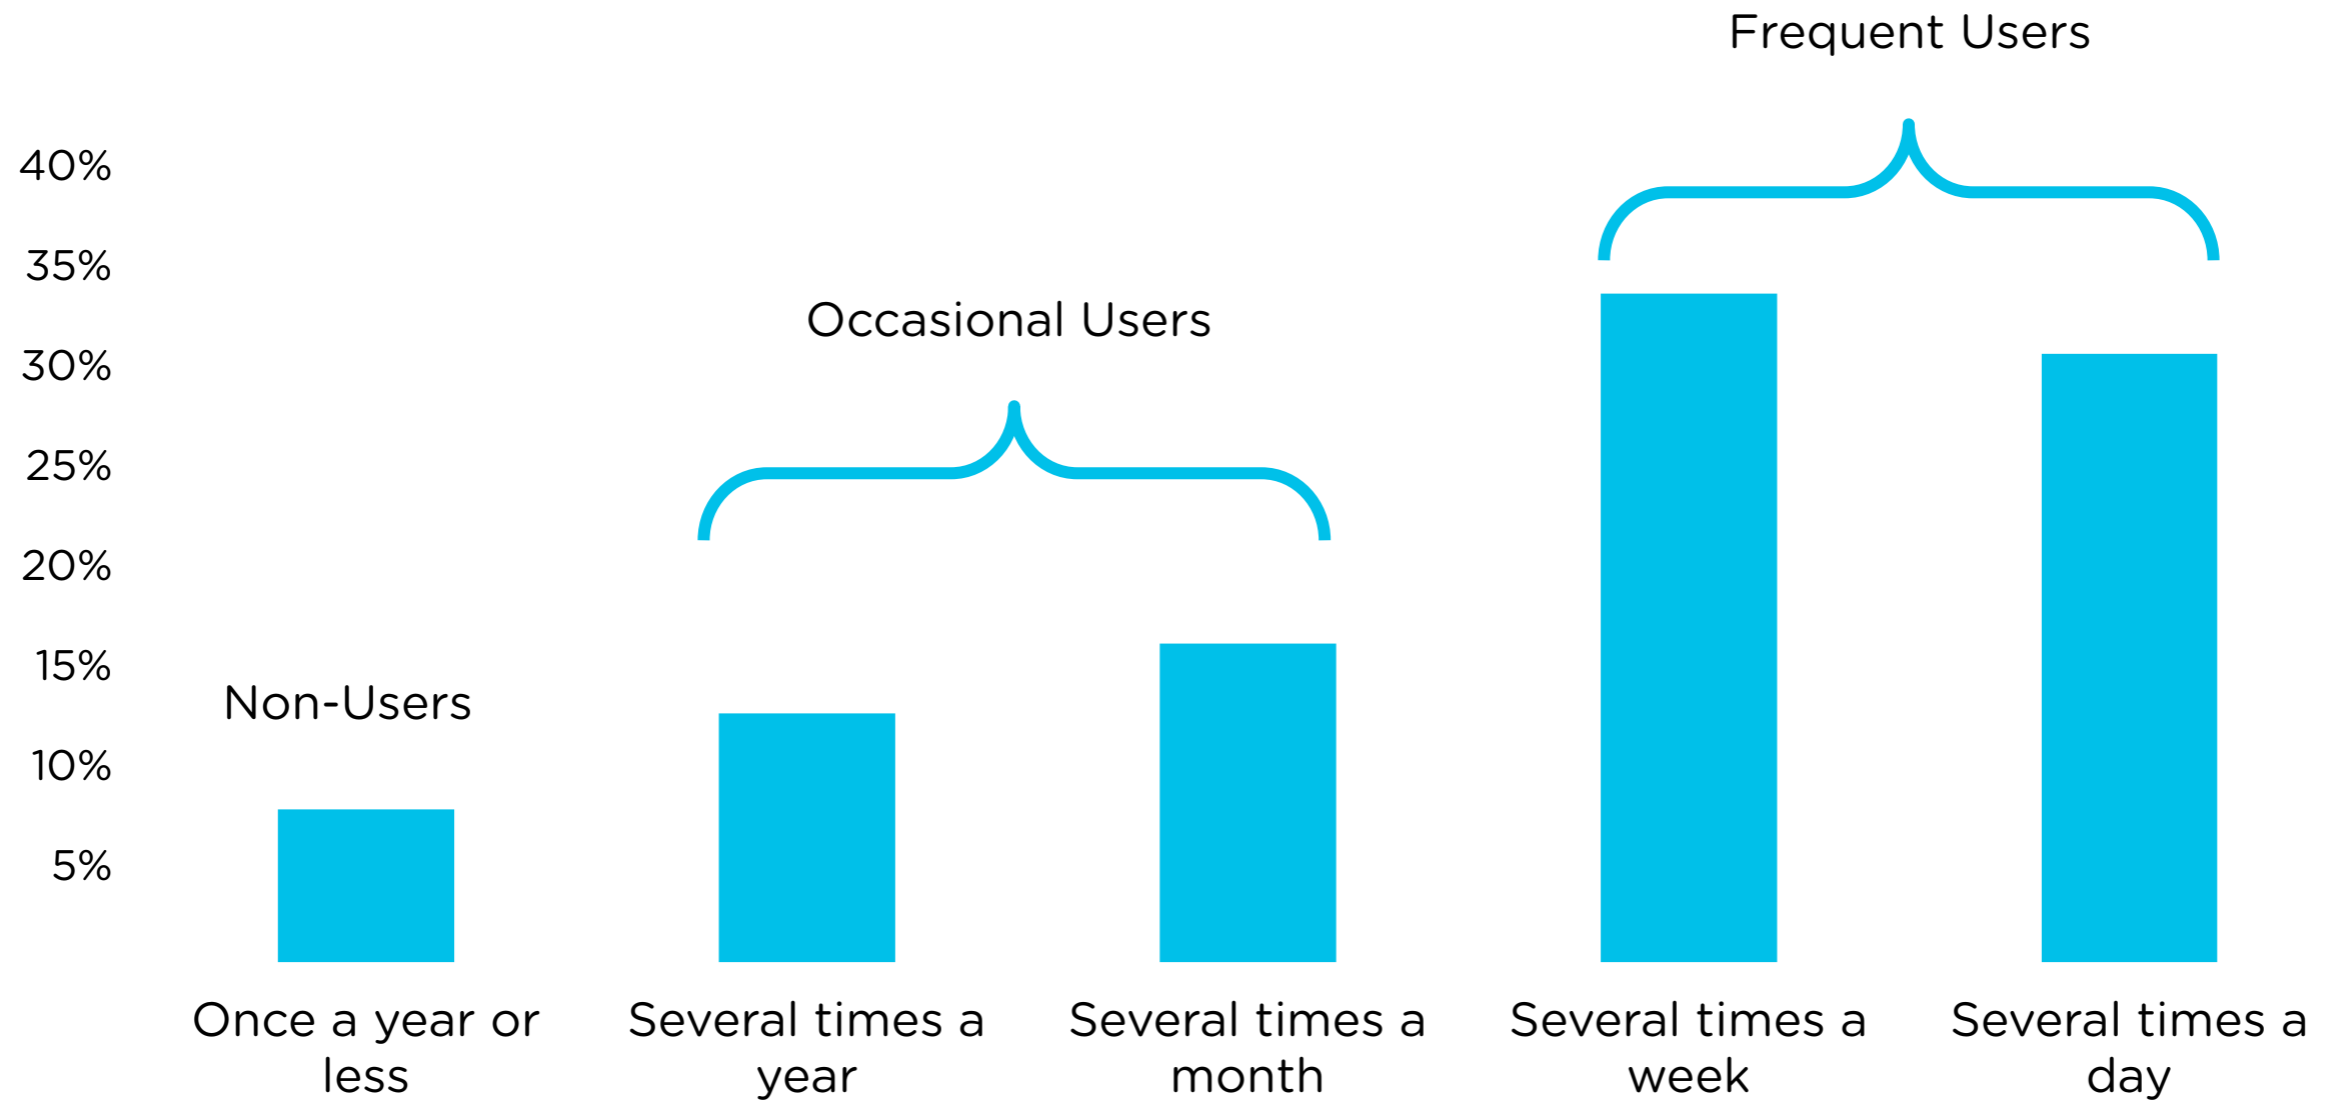 Frequent Users
40%
35%
Occasional Users
30%
25%
20%
15%
Non-Users
10%
5%
Once a year or
less
Several times a
year
Several times a
month
Several times a
week
Several times a
day